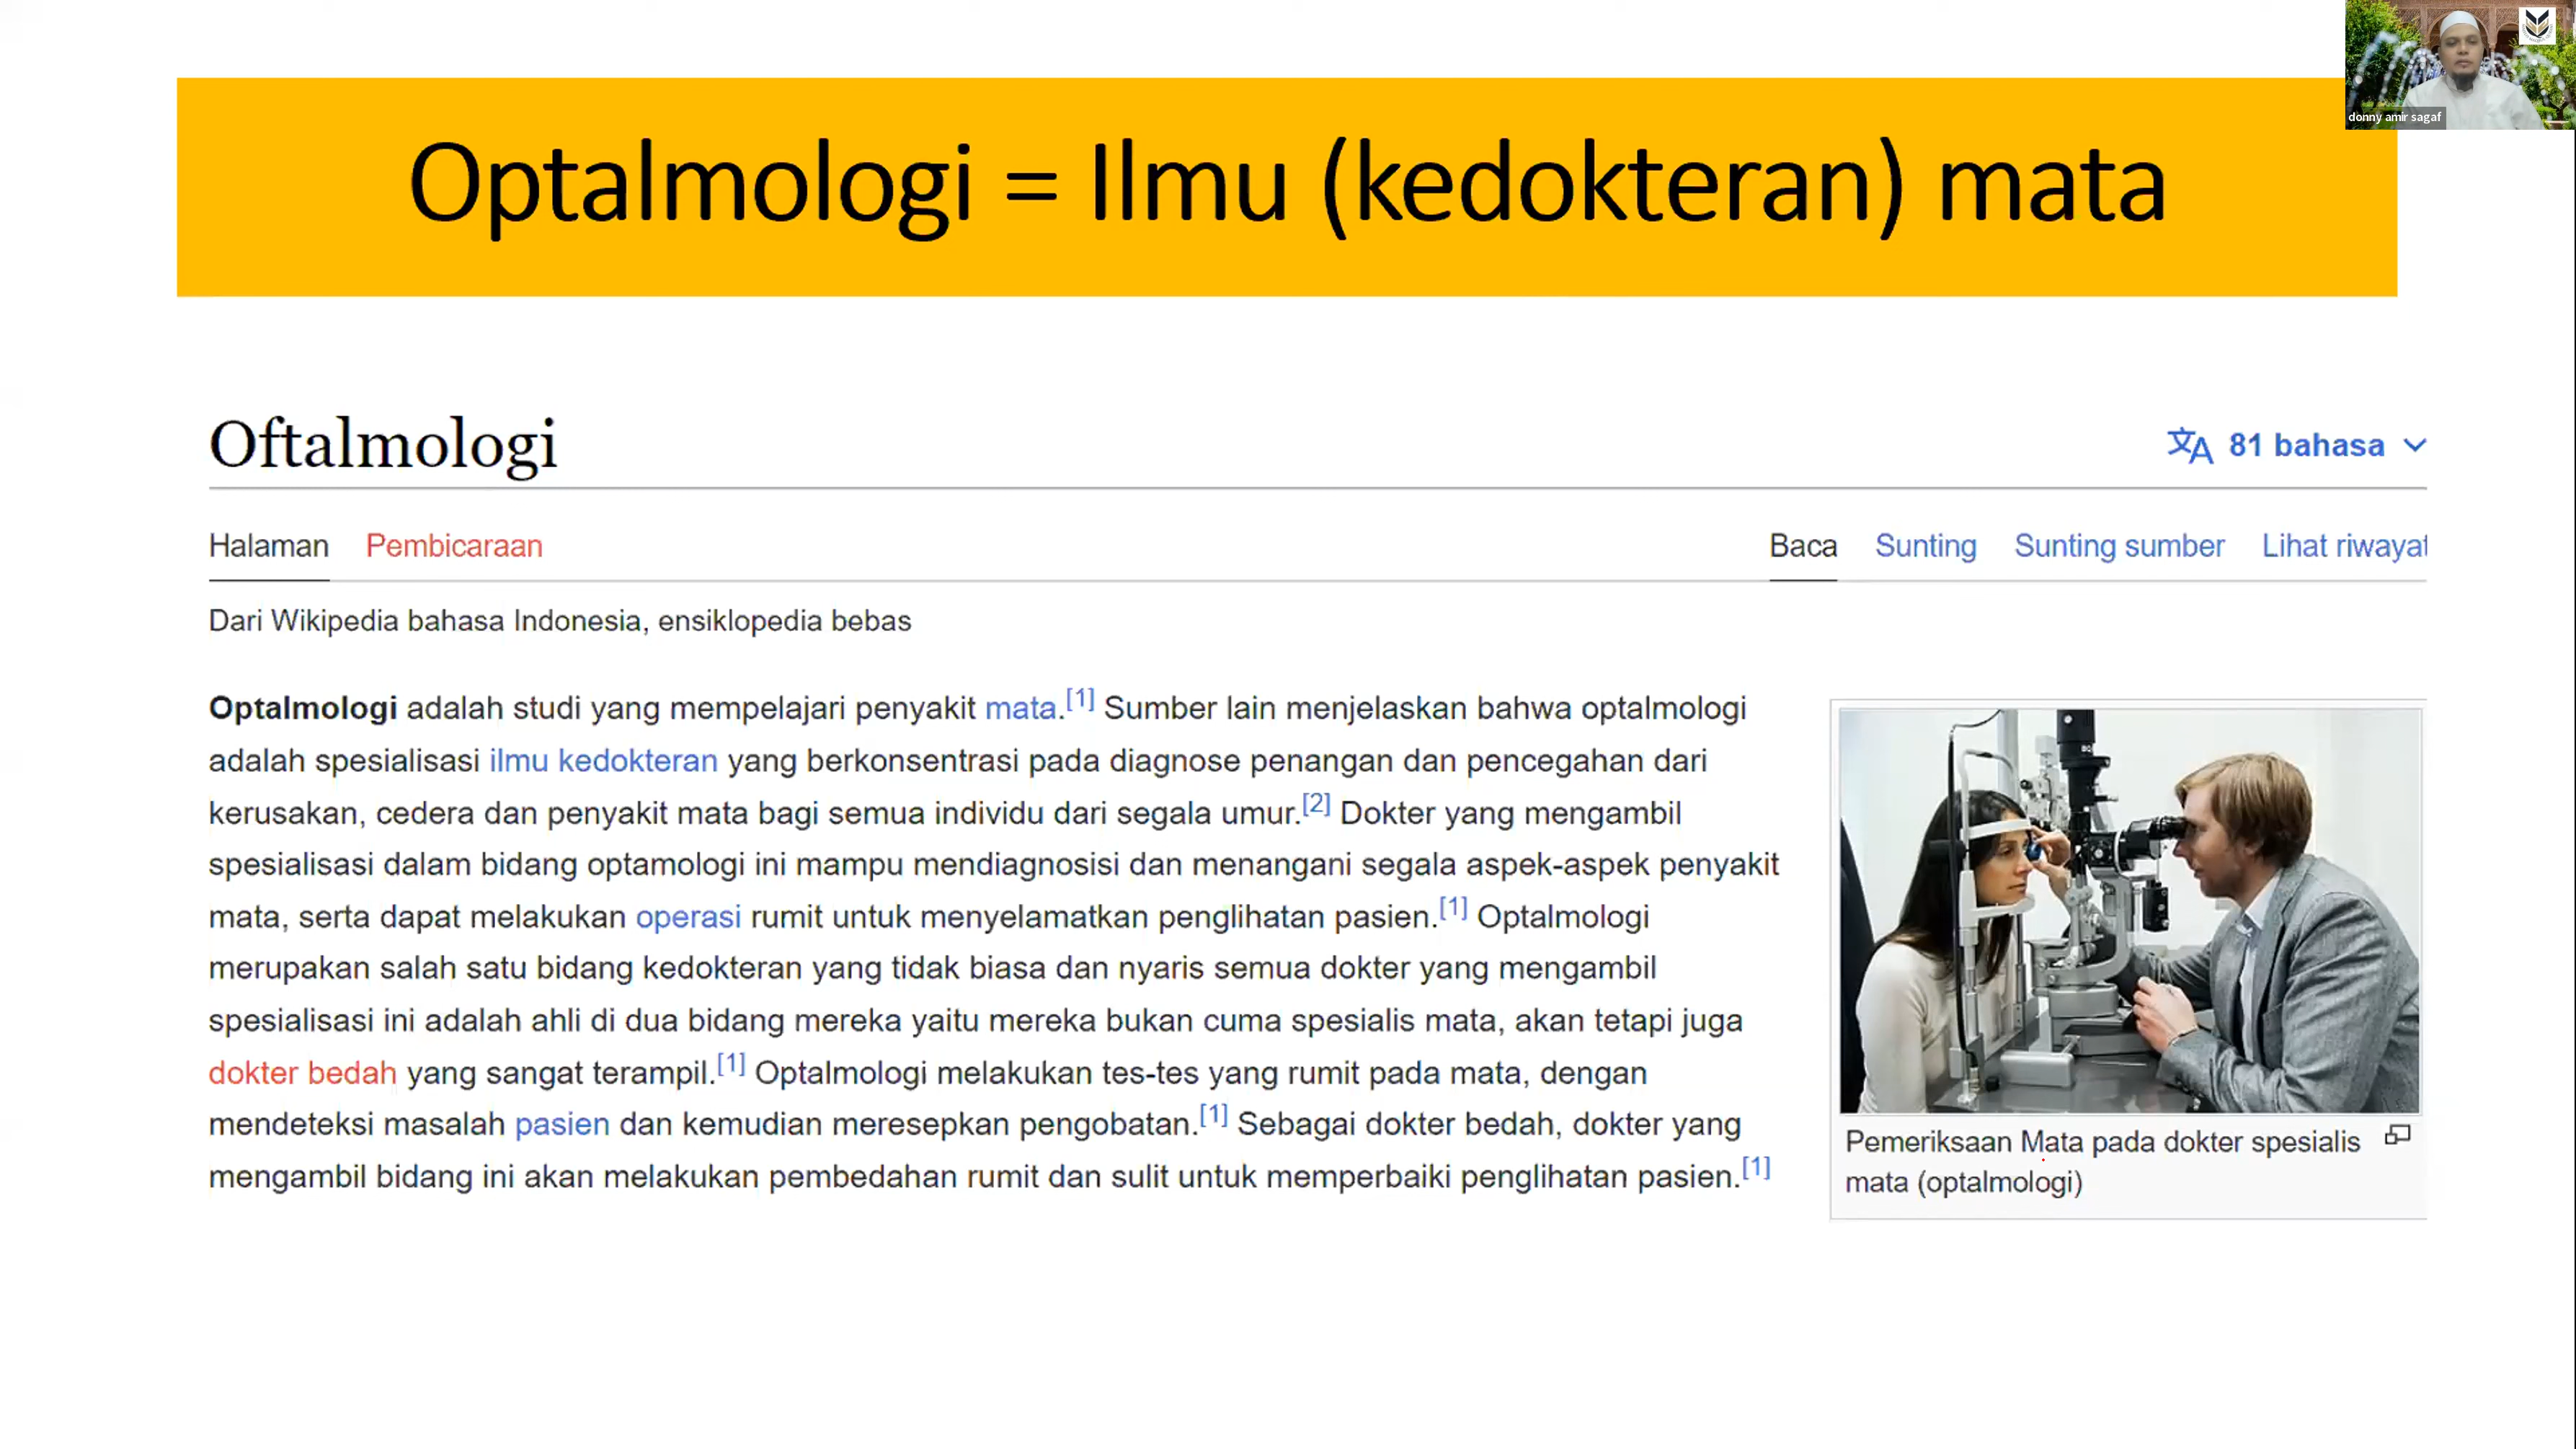 donny amir sagaf
Optalmologi = Ilmu (kedokteran) mata
Oftalmologi
81 bahasa
Halaman Pembicaraan
Baca Sunting Sunting sumber Lihat riwayat
Dari Wikipedia bahasa Indonesia, ensiklopedia bebas
Optalmologi adalah studi yang mempelajari penyakit mata.[1] Sumber lain menjelaskan bahwa optalmologi
adalah spesialisasi ilmu kedokteran yang berkonsentrasi pada diagnose penangan dan pencegahan dari
kerusakan, cedera dan penyakit mata bagi semua individu dari segala umur.[2] Dokter yang mengambil
spesialisasi dalam bidang optamologi ini mampu mendiagnosisi dan menangani segala aspek-aspek penyakit
mata, serta dapat melakukan operasi rumit untuk menyelamatkan penglihatan pasien.[1] Optalmologi
merupakan salah satu bidang kedokteran yang tidak biasa dan nyaris semua dokter yang mengambil
spesialisasi ini adalah ahli di dua bidang mereka yaitu mereka bukan cuma spesialis mata, akan tetapi juga
dokter bedah yang sangat terampil.[1] Optalmologi melakukan tes-tes yang rumit pada mata, dengan
mendeteksi masalah pasien dan kemudian meresepkan pengobatan.[1] Sebagai dokter bedah, dokter yang
mengambil bidang ini akan melakukan pembedahan rumit dan sulit untuk memperbaiki penglihatan pasien.[1]
Pemeriksaan Mata pada dokter spesialis
mata (optalmologi)